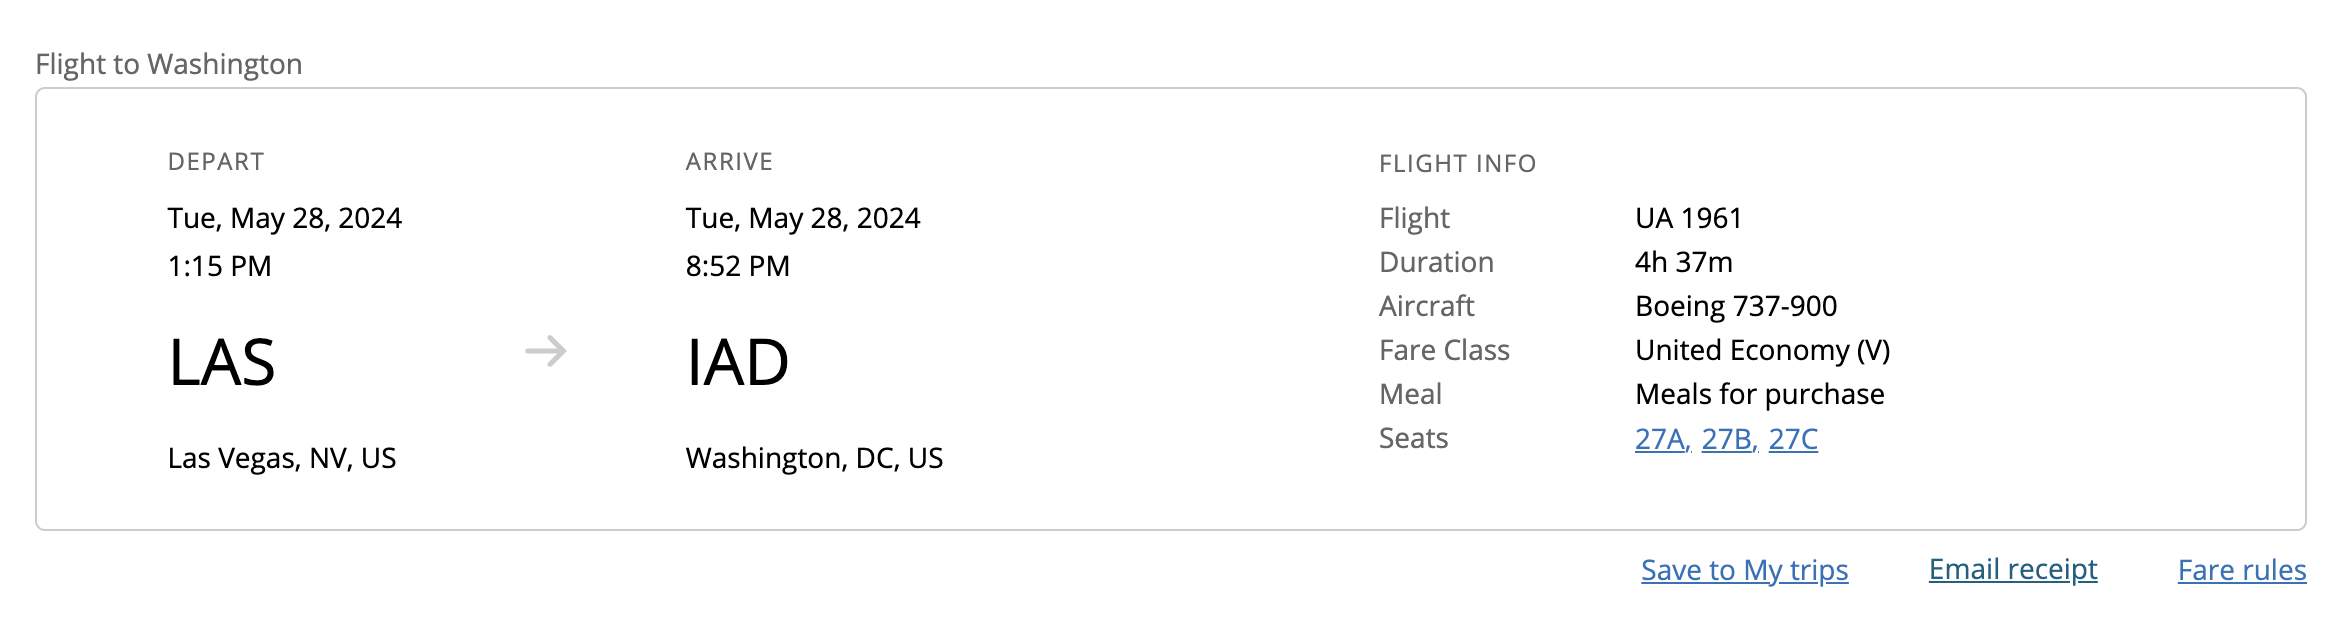 Flight to Washington
DEPART
Tue, May 28, 2024
1:15 PM
LAS
Las Vegas, NV, US
ARRIVE
Tue, May 28, 2024
8:52 PM
IAD
Washington, DC, US
FLIGHT INFO
Flight UA 1961
Duration 4h 37m
Aircraft Boeing 737-900
Fare Class United Economy (V)
Meal Meals for purchase
Seats 27A, 27B, 27C
Save to My trips Email receipt Fare rules